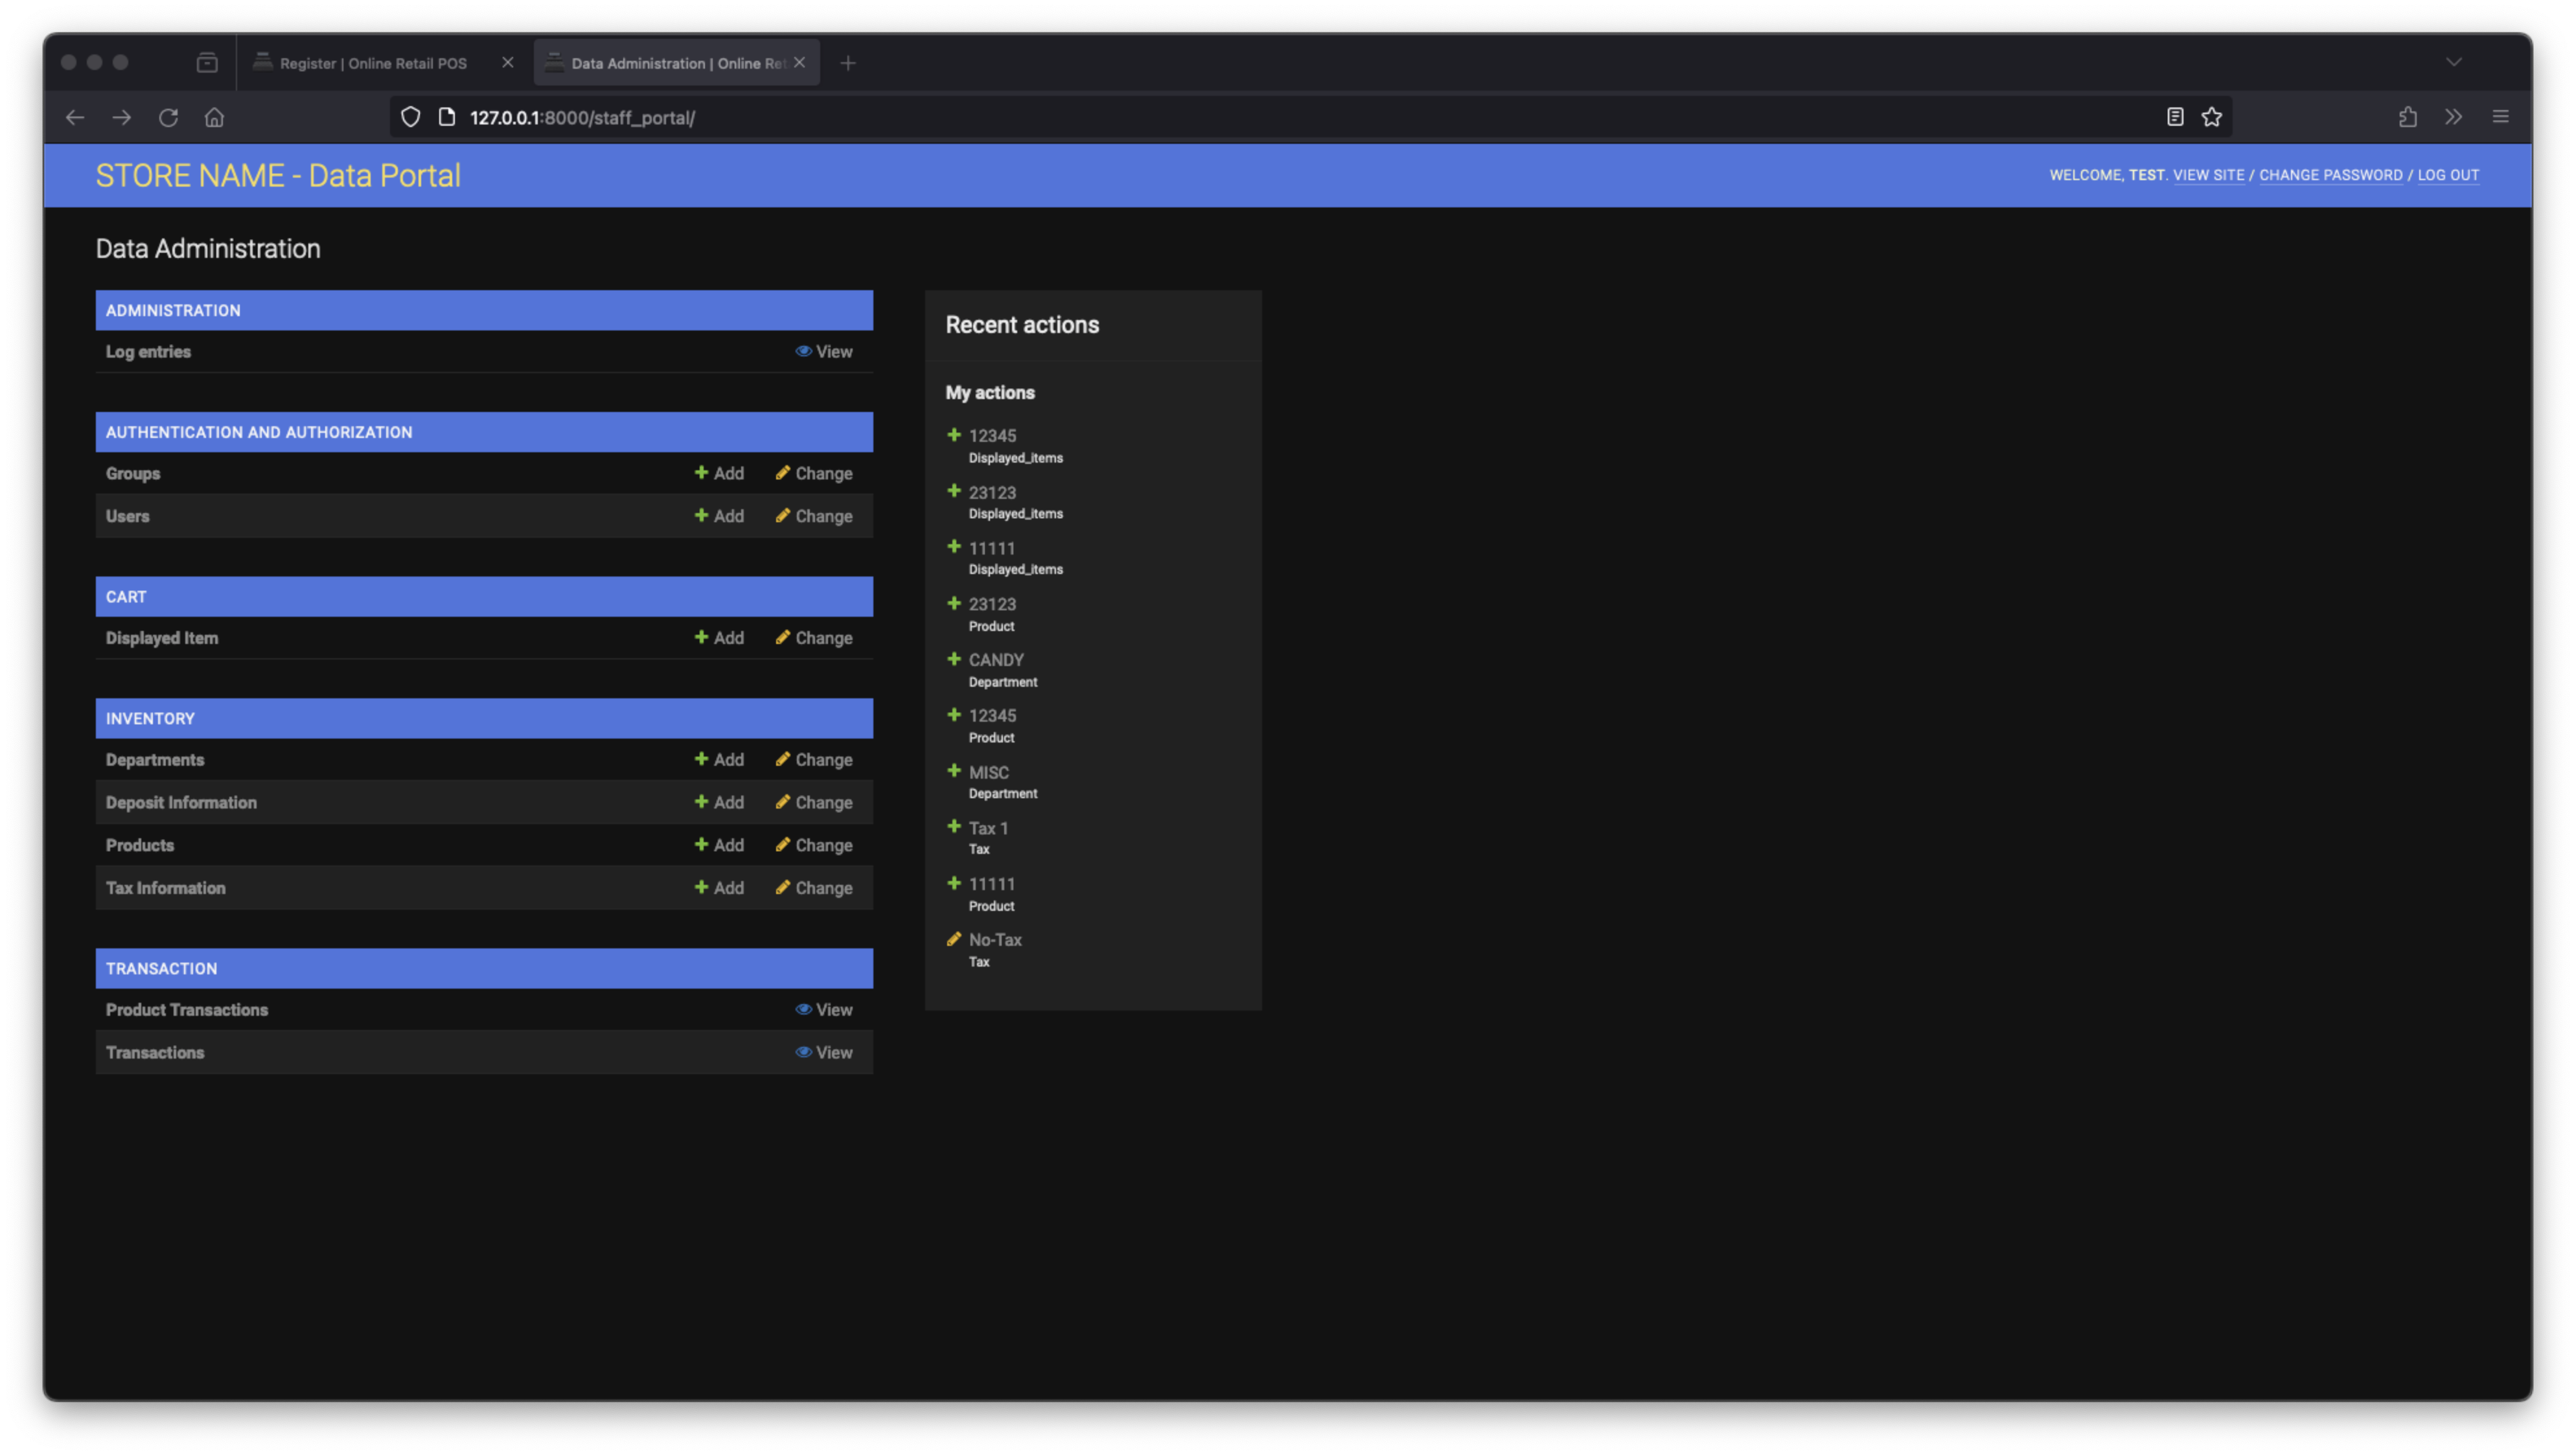 Register | Online Retail POS
Data Administration | Online Ret
127.0.0.1:8000/staff_portal/
STORE NAME - Data Portal
WELCOME, TEST. VIEW SITE / CHANGE PASSWORD / LOG OUT
Data Administration
ADMINISTRATION
Log entries View
AUTHENTICATION AND AUTHORIZATION
Groups Add Change
Users Add Change
CART
Displayed Item Add Change
INVENTORY
Departments Add Change
Deposit Information Add Change
Products Add Change
Tax Information Add Change
TRANSACTION
Product Transactions View
Transactions View
Recent actions
My actions
12345
Displayed_items
23123
Displayed_items
11111
Displayed_items
23123
Product
CANDY
Department
12345
Product
MISC
Department
Tax 1
Tax
11111
Product
No-Tax
Tax